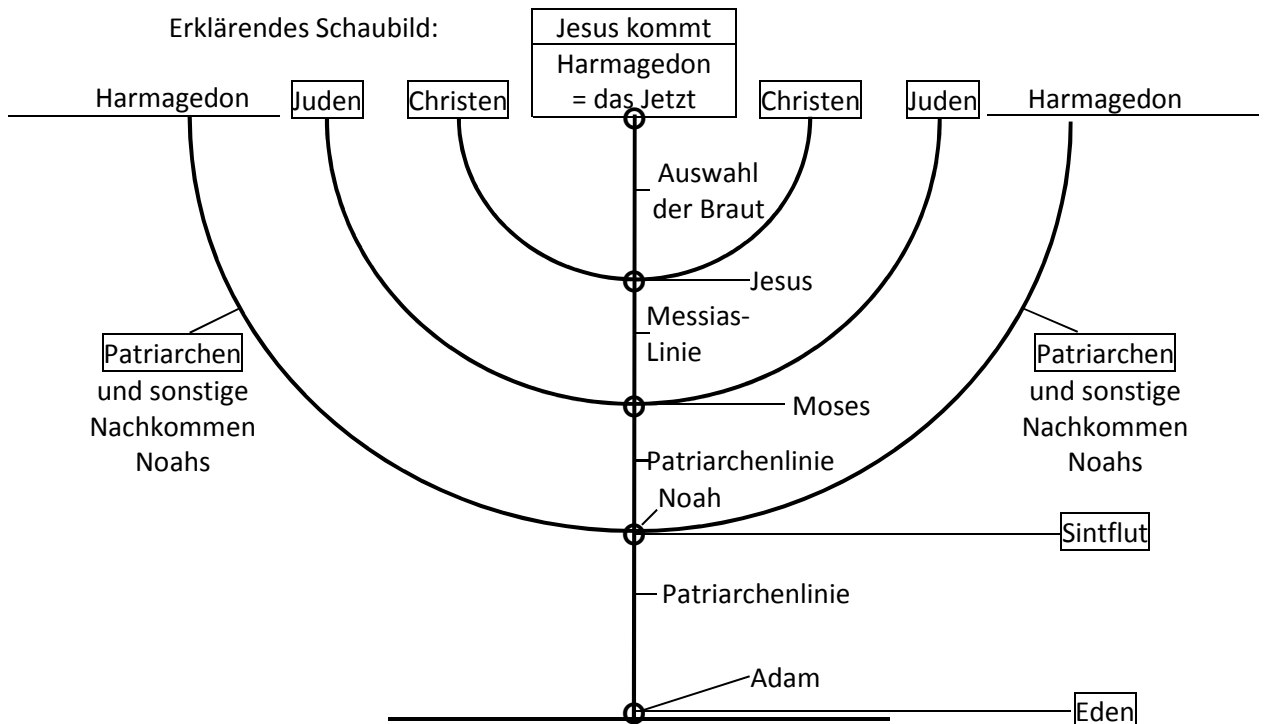 Erklärendes Schaubild:
Jesus kommt
Harmagedon
= das Jetzt
Harmagedon
Juden
Christen
Christen
Juden
Harmagedon
Auswahl
der Braut
Jesus
Messias-
Linie
Patriarchen
und sonstige
Nachkommen
Noahs
Patriarchen
und sonstige
Nachkommen
Noahs
Moses
Patriarchenlinie
Noah
Sintflut
Patriarchenlinie
Adam
Eden